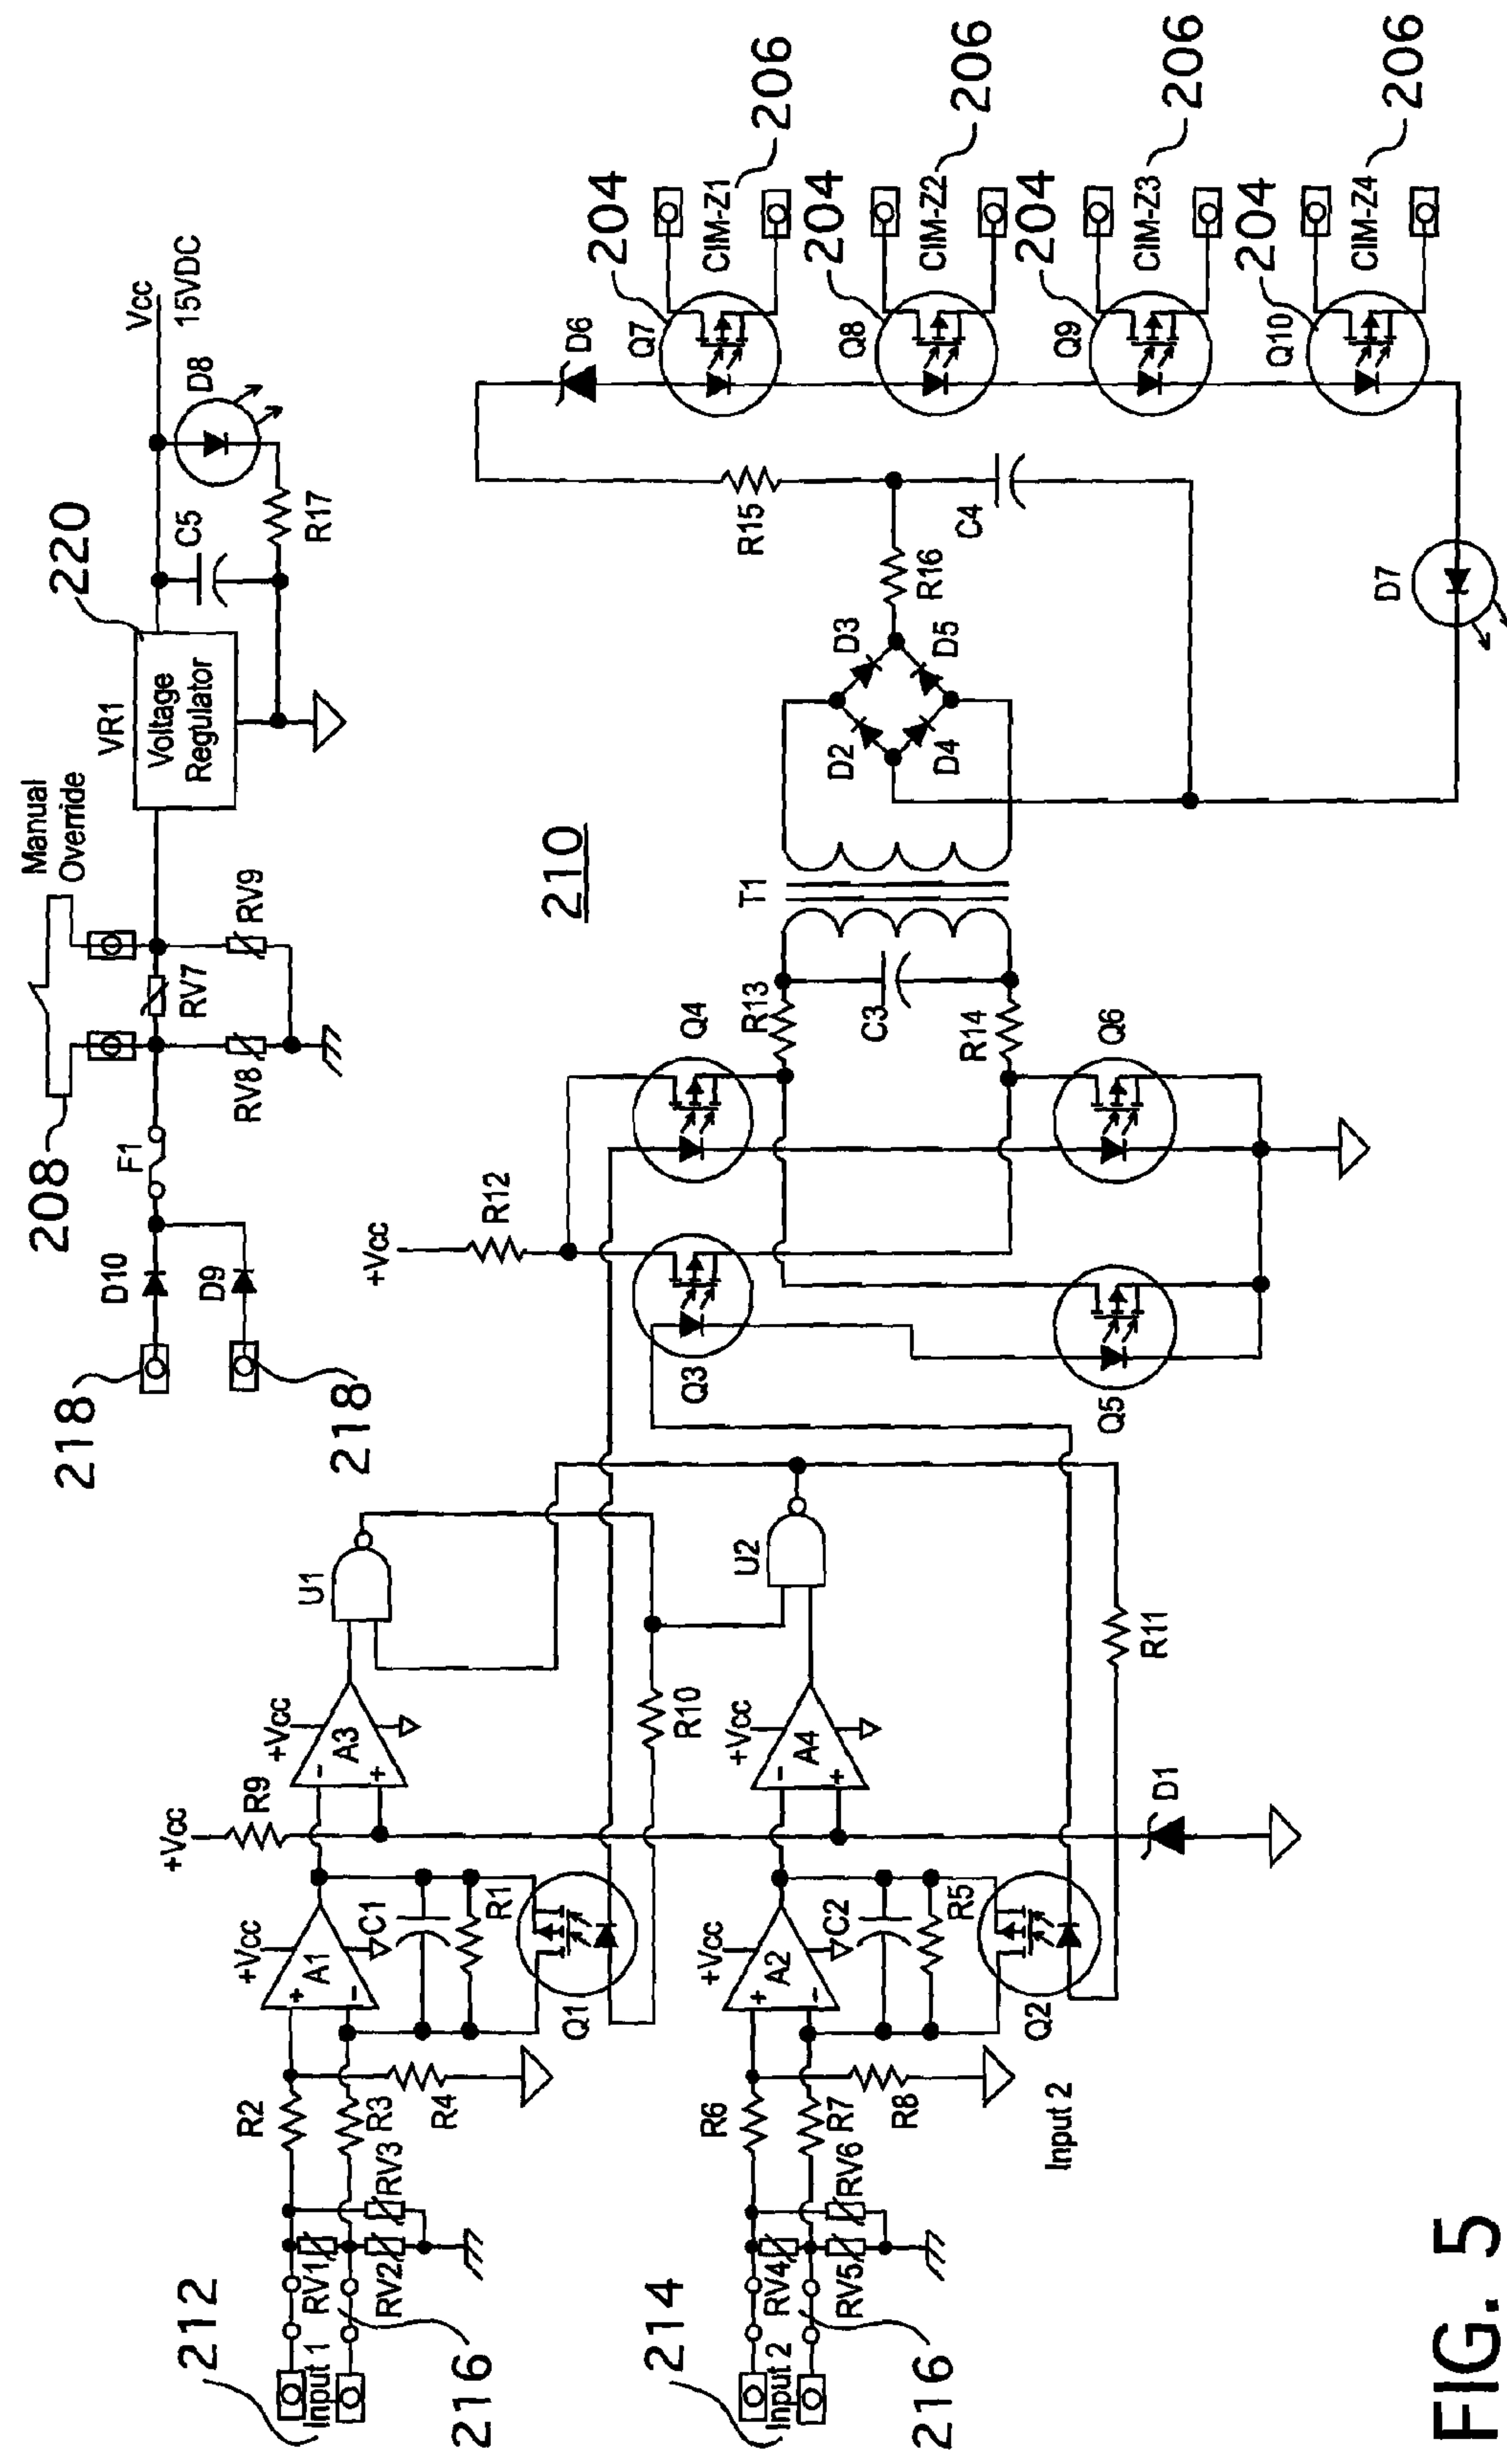 208
Manual
Override
218
D10
F1
RV7
VR1
Voltage
Regulator
220
Vcc
15VDC
218
D9
RV8
RV9
C5
D8
R17
+Vcc
R12
210
212
Input 1
216
RV1
RV2
RV3
R2
R3
R4
+Vcc
A1
+
-
C1
R1
Q1
+Vcc
R9
+Vcc
A3
-
+
U1
R10
Q3
Q4
R13
C3
R14
T1
D2
D3
D4
D5
R16
R15
C4
D6
Q7
204
CIM-Z1
206
Q8
204
CIM-Z2
206
Q9
204
CIM-Z3
206
Q10
204
CIM-Z4
206
214
Input 2
216
RV4
RV5
RV6
R6
R7
R8
Input 2
+Vcc
A2
+
-
C2
R5
Q2
+Vcc
A4
-
+
U2
D1
R11
Q5
Q6
D7
FIG. 5